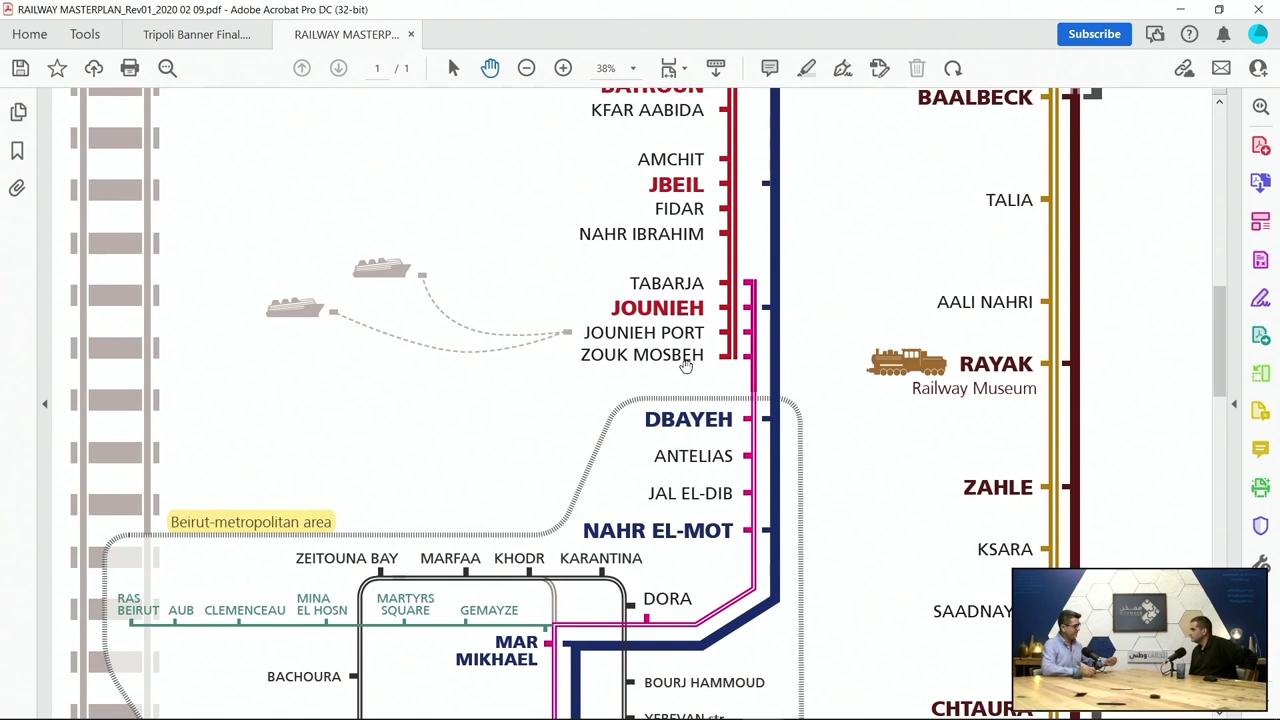 RAILWAY MASTERPLAN_Rev01_2020 02 09.pdf - Adobe Acrobat Pro DC (32-bit)
Home
Tools
Tripoli Banner Final....
RAILWAY MASTERP...
Subscribe
/ 1
38%
BATROUN
KFAR AABIDA
AMCHIT
JBEIL
FIDAR
NAHR IBRAHIM
TABARJA
JOUNIEH
JOUNIEH PORT
ZOUK MOSBEH
DBAYEH
ANTELIAS
JAL EL-DIB
NAHR EL-MOT
BAALBECK
TALIA
AALI NAHRI
RAYAK
Railway Museum
ZAHLE
KSARA
SAADNAY
CHTAURA
Beirut-metropolitan area
ZEITOUNA BAY
MARFAA
KHODR
KARANTINA
RAS
BEIRUT
AUB
CLEMENCEAU
MINA
EL HOSN
MARTYRS
SQUARE
GEMAYZE
DORA
MAR
MIKHAEL
BACHOURA
BOURJ HAMMOUD
YEREVAN str